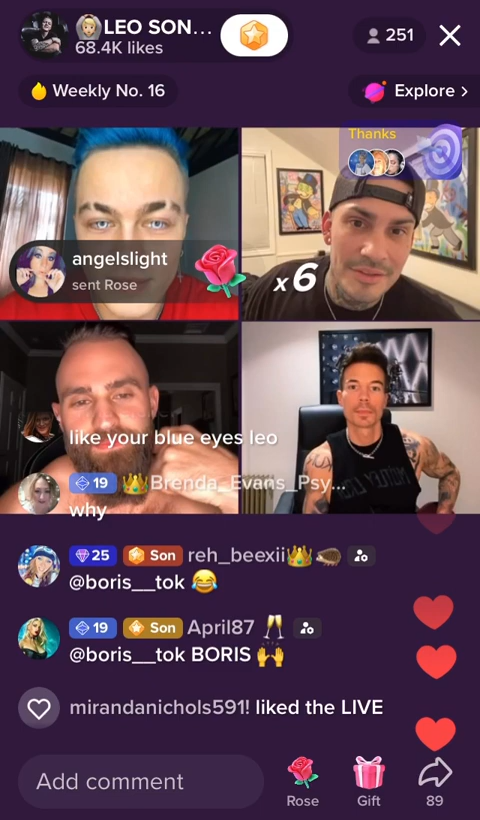 LEO SON...
68.4K likes
251
Weekly No. 16
Explore >
Thanks
angelslight
sent Rose
x6
like your blue eyes leo
19 Brenda_Evans_Psy...
why
25 Son reh_beexii
@boris__tok
19 Son April87
@boris__tok BORIS
mirandanichols591! liked the LIVE
Add comment
Rose
Gift
89